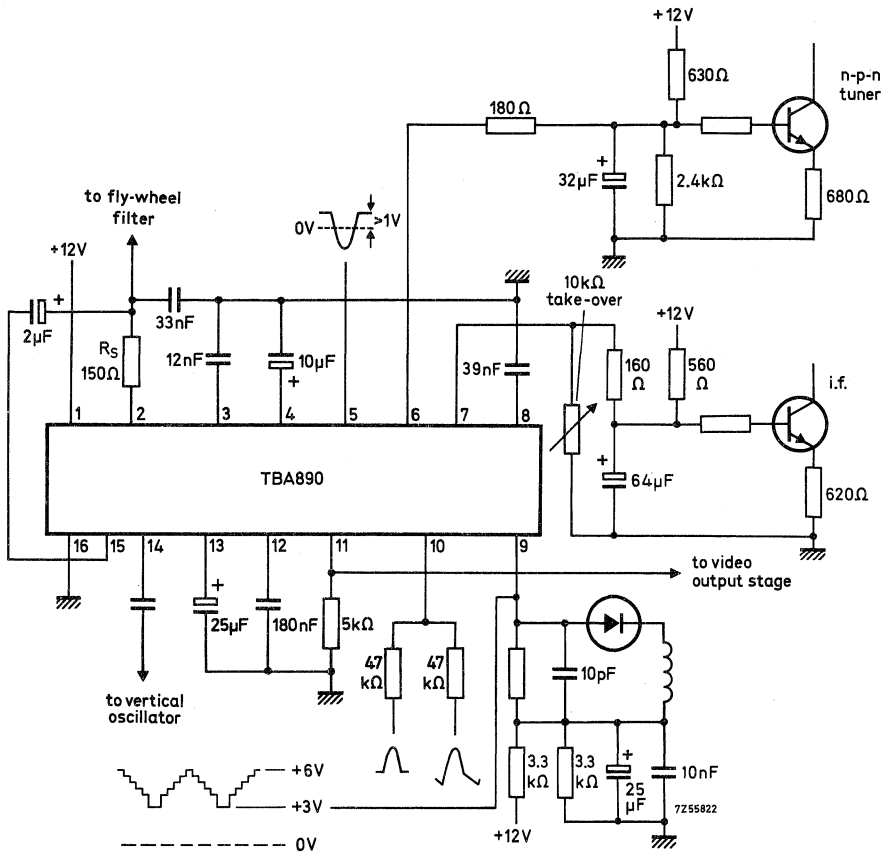 +12V
630Ω
n-p-n
tuner
180Ω
32µF
+
2.4kΩ
680Ω
to fly-wheel
filter
0V
>1V
+12V
+
2µF
33nF
RS
150Ω
12nF
10µF
+
39nF
10kΩ
take-over
+12V
160
Ω
560
Ω
i.f.
1
2
3
4
5
6
7
8
TBA890
+
64µF
620Ω
16
15
14
13
12
11
10
9
to video
output stage
+
25µF
180nF
5kΩ
47
kΩ
47
kΩ
10pF
to vertical
oscillator
+6V
+3V
0V
3.3
kΩ
3.3
kΩ
+
25
µF
10nF
7Z55822
+12V